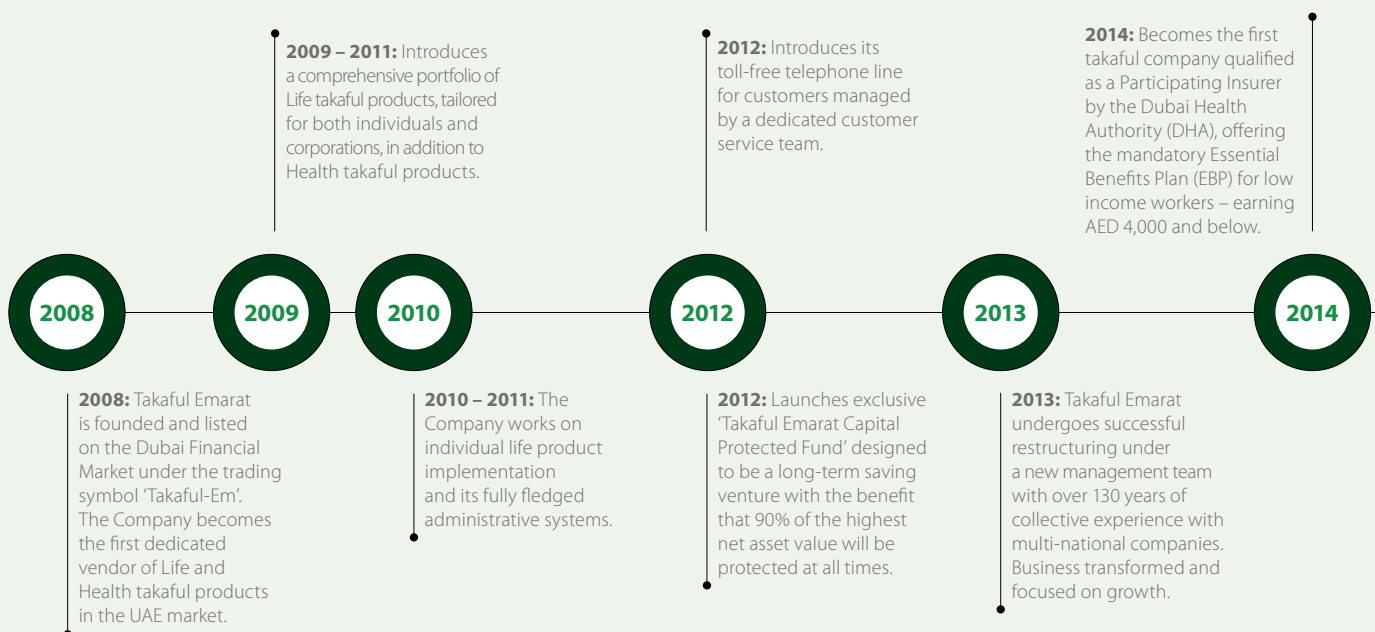 2009 – 2011: Introduces
a comprehensive portfolio of
Life takaful products, tailored
for both individuals and
corporations, in addition to
Health takaful products.
2012: Introduces its
toll-free telephone line
for customers managed
by a dedicated customer
service team.
2014: Becomes the first
takaful company qualified
as a Participating Insurer
by the Dubai Health
Authority (DHA), offering
the mandatory Essential
Benefits Plan (EBP) for low
income workers – earning
AED 4,000 and below.
2008
2009
2010
2012
2013
2014
2008: Takaful Emarat
is founded and listed
on the Dubai Financial
Market under the trading
symbol ‘Takaful-Em’.
The Company becomes
the first dedicated
vendor of Life and
Health takaful products
in the UAE market.
2010 – 2011: The
Company works on
individual life product
implementation
and its fully fledged
administrative systems.
2012: Launches exclusive
‘Takaful Emarat Capital
Protected Fund’ designed
to be a long-term saving
venture with the benefit
that 90% of the highest
net asset value will be
protected at all times.
2013: Takaful Emarat
undergoes successful
restructuring under
a new management team
with over 130 years of
collective experience with
multi-national companies.
Business transformed and
focused on growth.